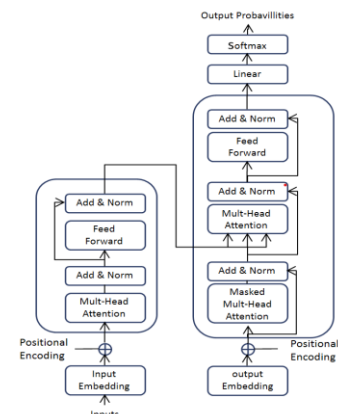 Output Probavillities
Softmax
Linear
Add & Norm
Feed
Forward
Add & Norm
Mult-Head
Attention
Add & Norm
Masked
Mult-Head
Attention
Positional
Encoding
output
Embedding
Add & Norm
Feed
Forward
Add & Norm
Mult-Head
Attention
Positional
Encoding
Input
Embedding
Inputs